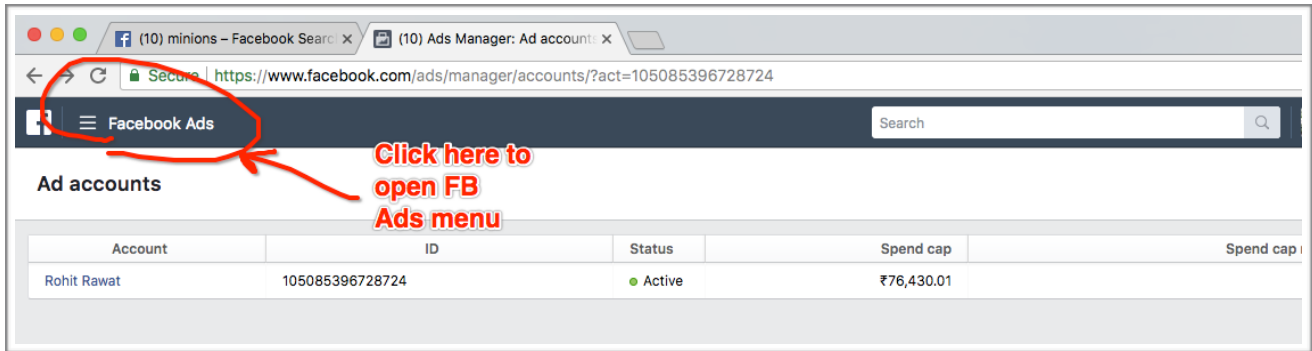 (10) minions – Facebook Searc
(10) Ads Manager: Ad accounts
Secure https://www.facebook.com/ads/manager/accounts/?act=105085396728724
Facebook Ads
Search
Click here to
open FB
Ads menu
Ad accounts
Account ID Status Spend cap Spend cap
Rohit Rawat 105085396728724 Active ₹76,430.01